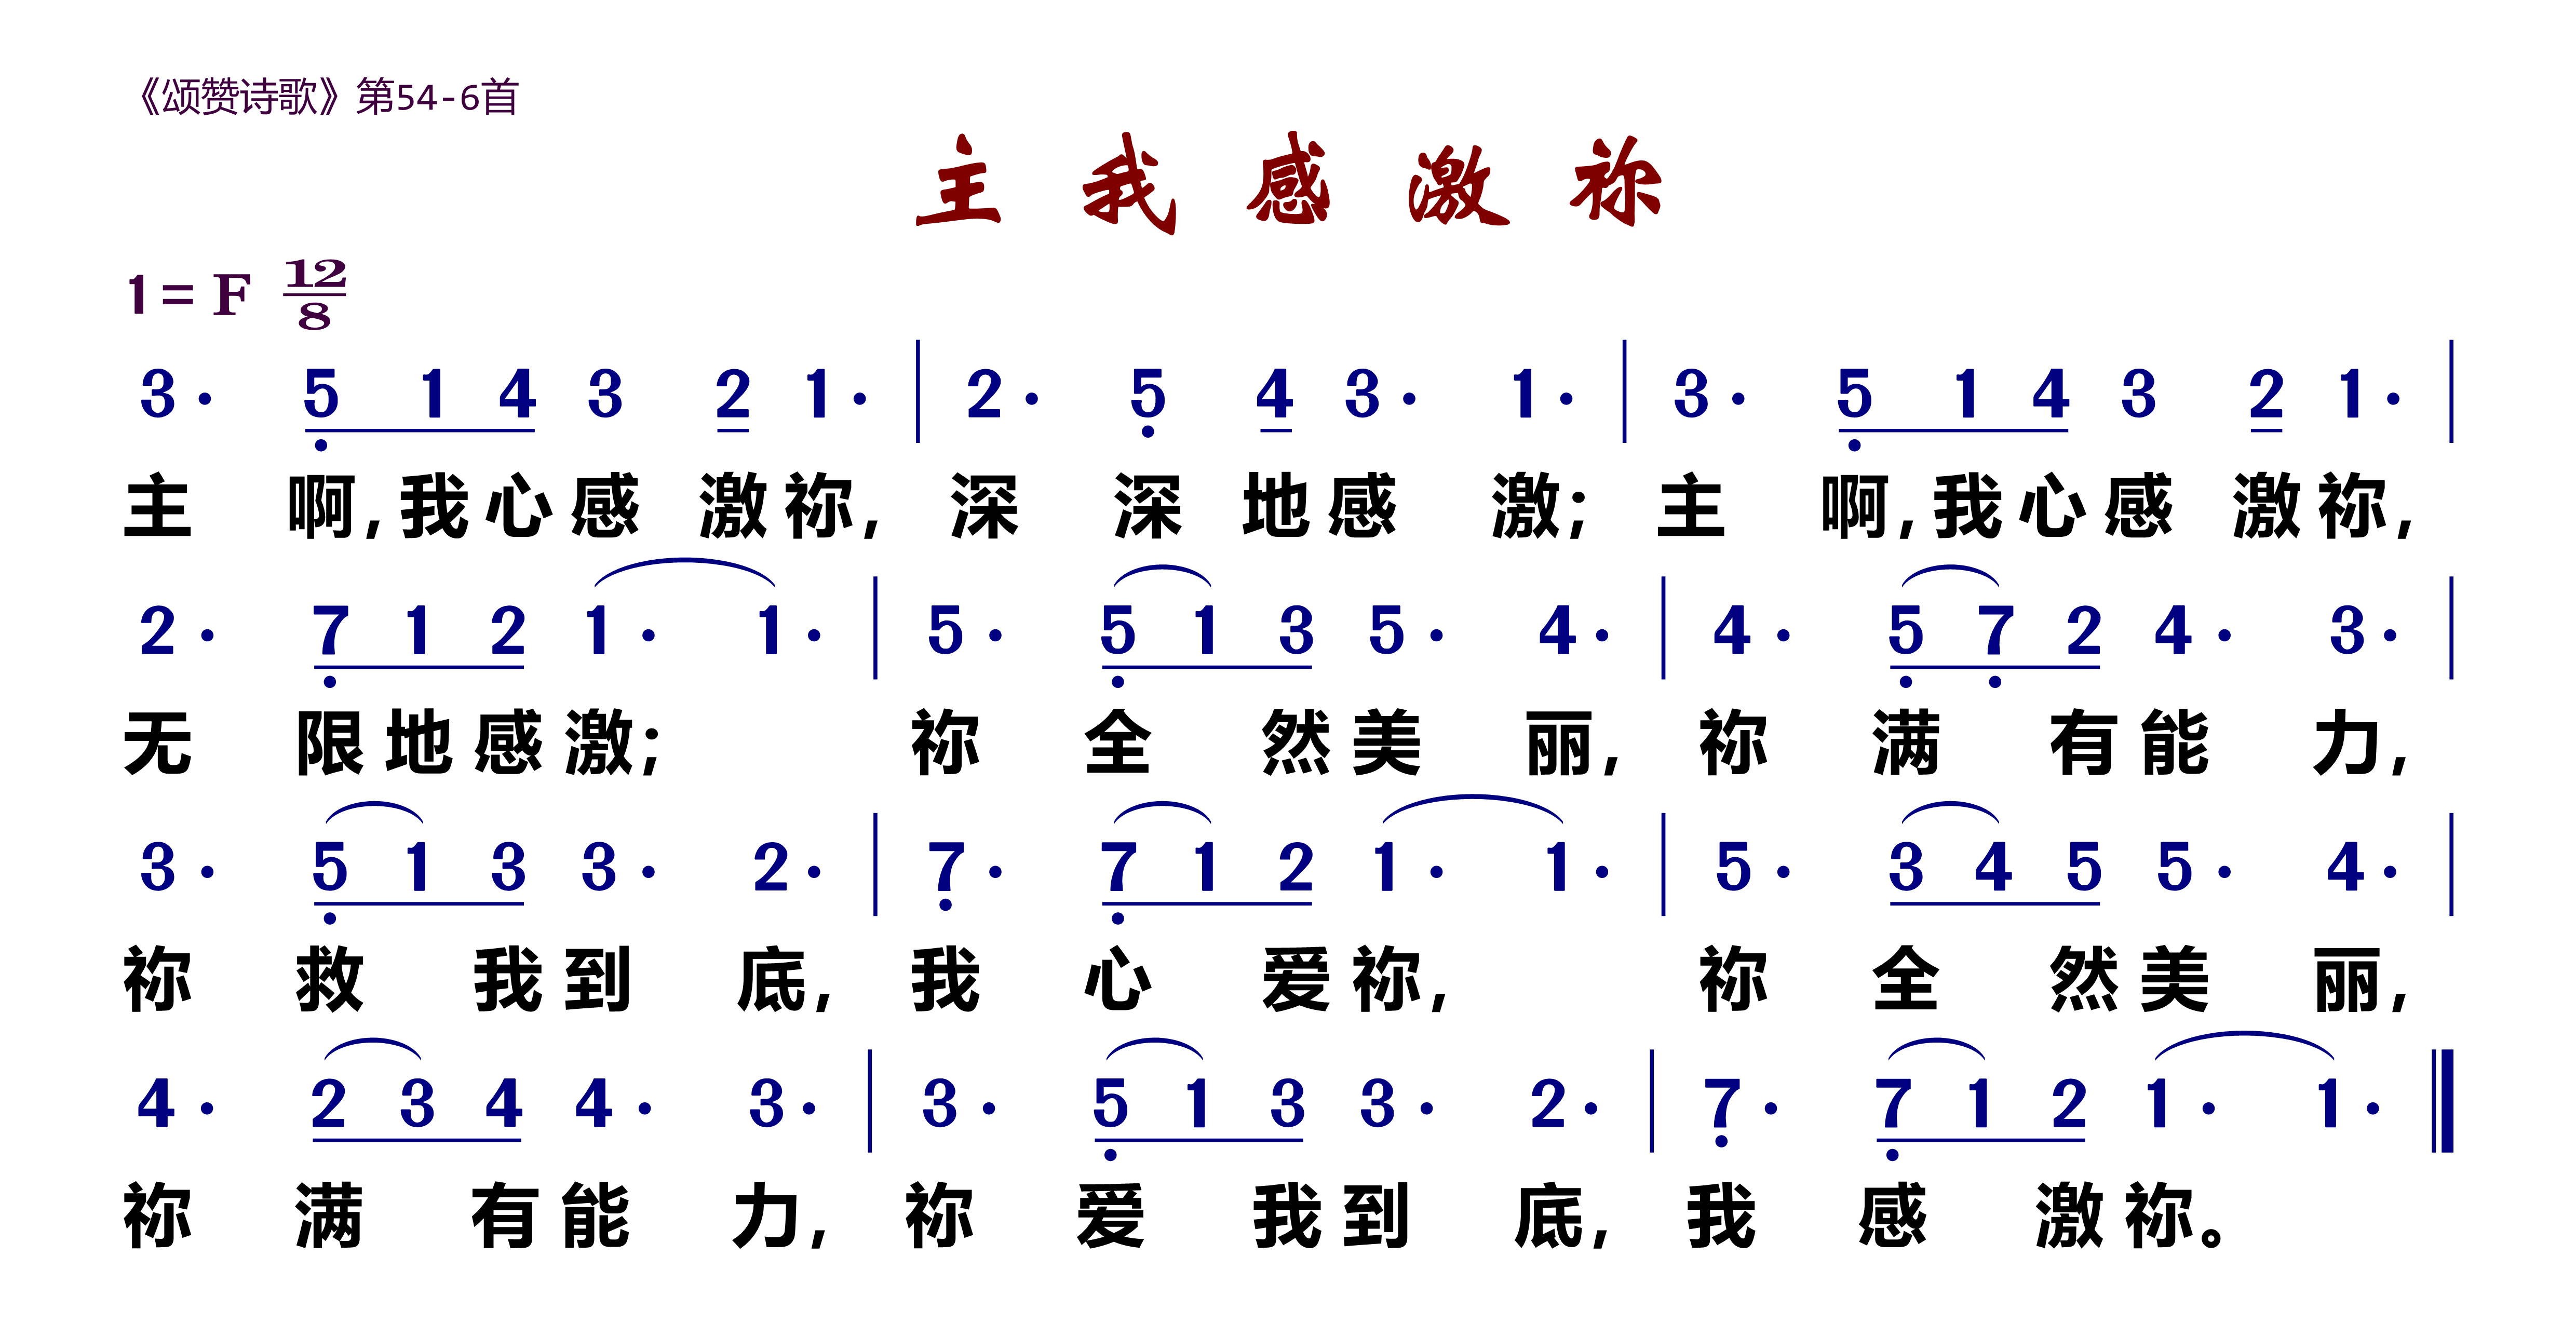 《颂赞诗歌》第54-6首
主我感激祢
1= F 12/8
3· 5 1 4 3 2 1· | 2· 5 4 3· 1· | 3· 5 1 4 3 2 1· |
主 啊,我心感 激祢, 深 深 地感 激; 主 啊,我心感 激祢,
2· 7 1 2 1· 1· | 5· 5 1 3 5· 4· | 4· 5 7 2 4· 3· |
无 限地感激; 祢 全 然美 丽, 祢 满 有能 力,
3· 5 1 3 3· 2· | 7· 7 1 2 1· 1· | 5· 3 4 5 5· 4· |
祢 救 我到 底, 我 心 爱祢, 祢 全 然美 丽,
4· 2 3 4 4· 3· | 3· 5 1 3 3· 2· | 7· 7 1 2 1· 1· ‖
祢 满 有能 力, 祢 爱 我到 底, 我 感 激祢。